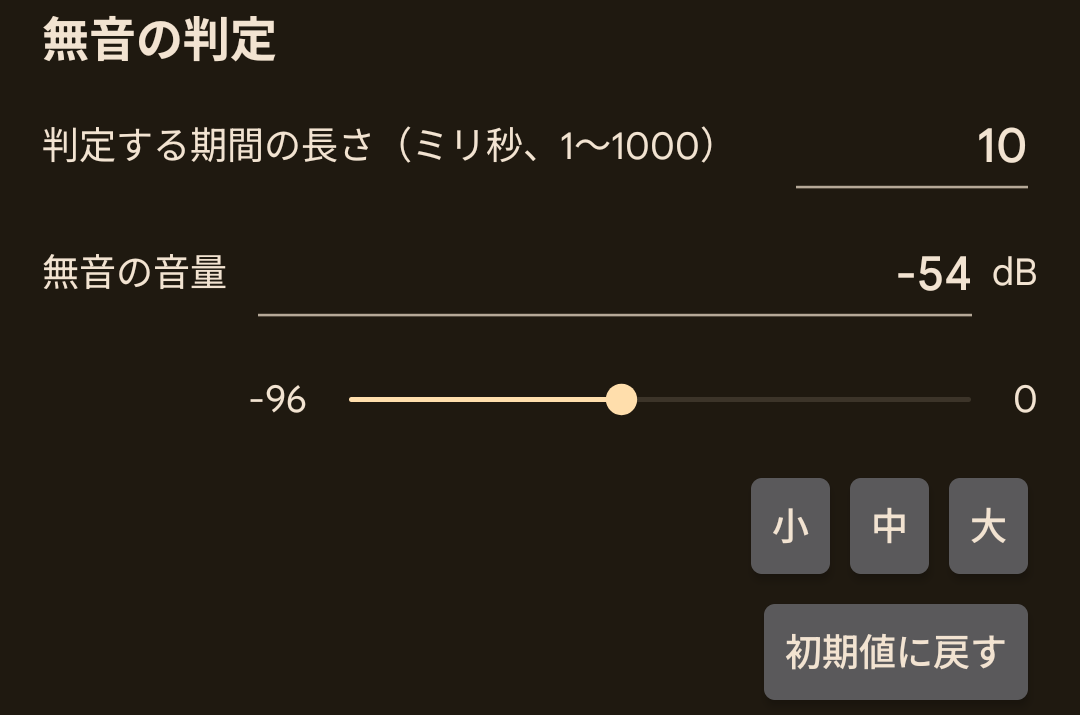 無音の判定
判定する期間の長さ（ミリ秒、1〜1000） 10
無音の音量 -54 dB
-96 0
小 中 大
初期値に戻す